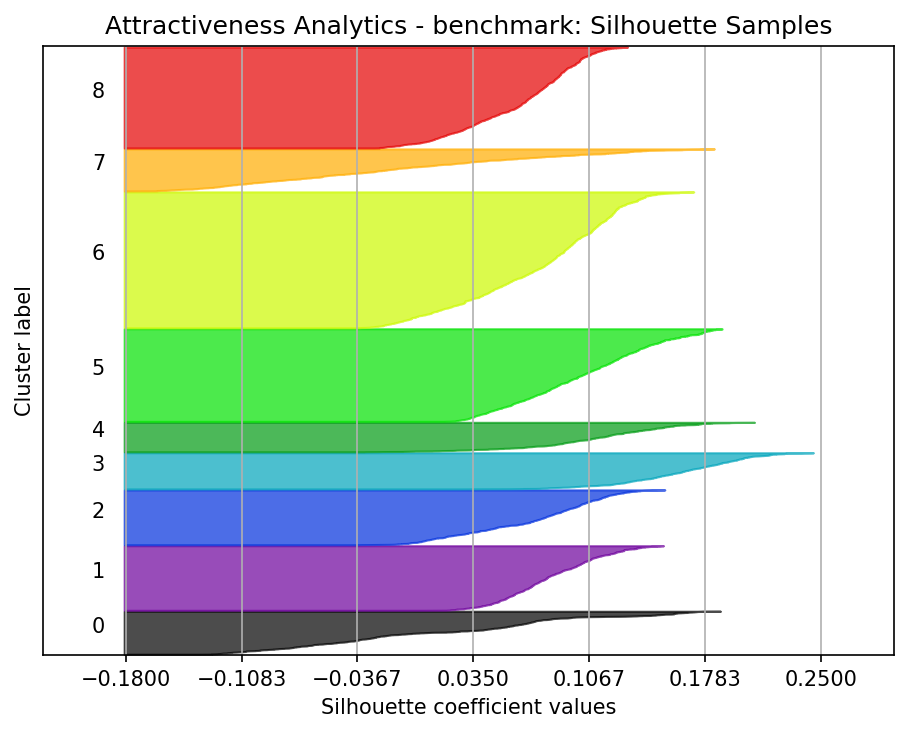 Attractiveness Analytics - benchmark: Silhouette Samples
8
7
6
5
4
3
2
1
0
Cluster label
−0.1800 −0.1083 −0.0367 0.0350 0.1067 0.1783 0.2500
Silhouette coefficient values